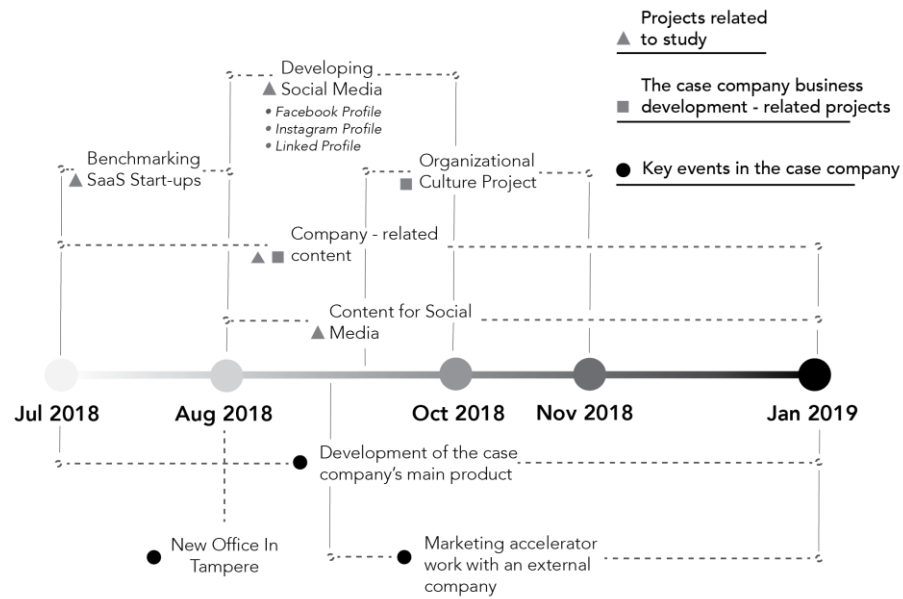 Projects related
to study
The case company business
development - related projects
Key events in the case company
Developing
Social Media
• Facebook Profile
• Instagram Profile
• Linked Profile
Benchmarking
SaaS Start-ups
Organizational
Culture Project
Company - related
content
Content for Social
Media
Jul 2018
Aug 2018
Oct 2018
Nov 2018
Jan 2019
Development of the case
company's main product
New Office In
Tampere
Marketing accelerator
work with an external
company